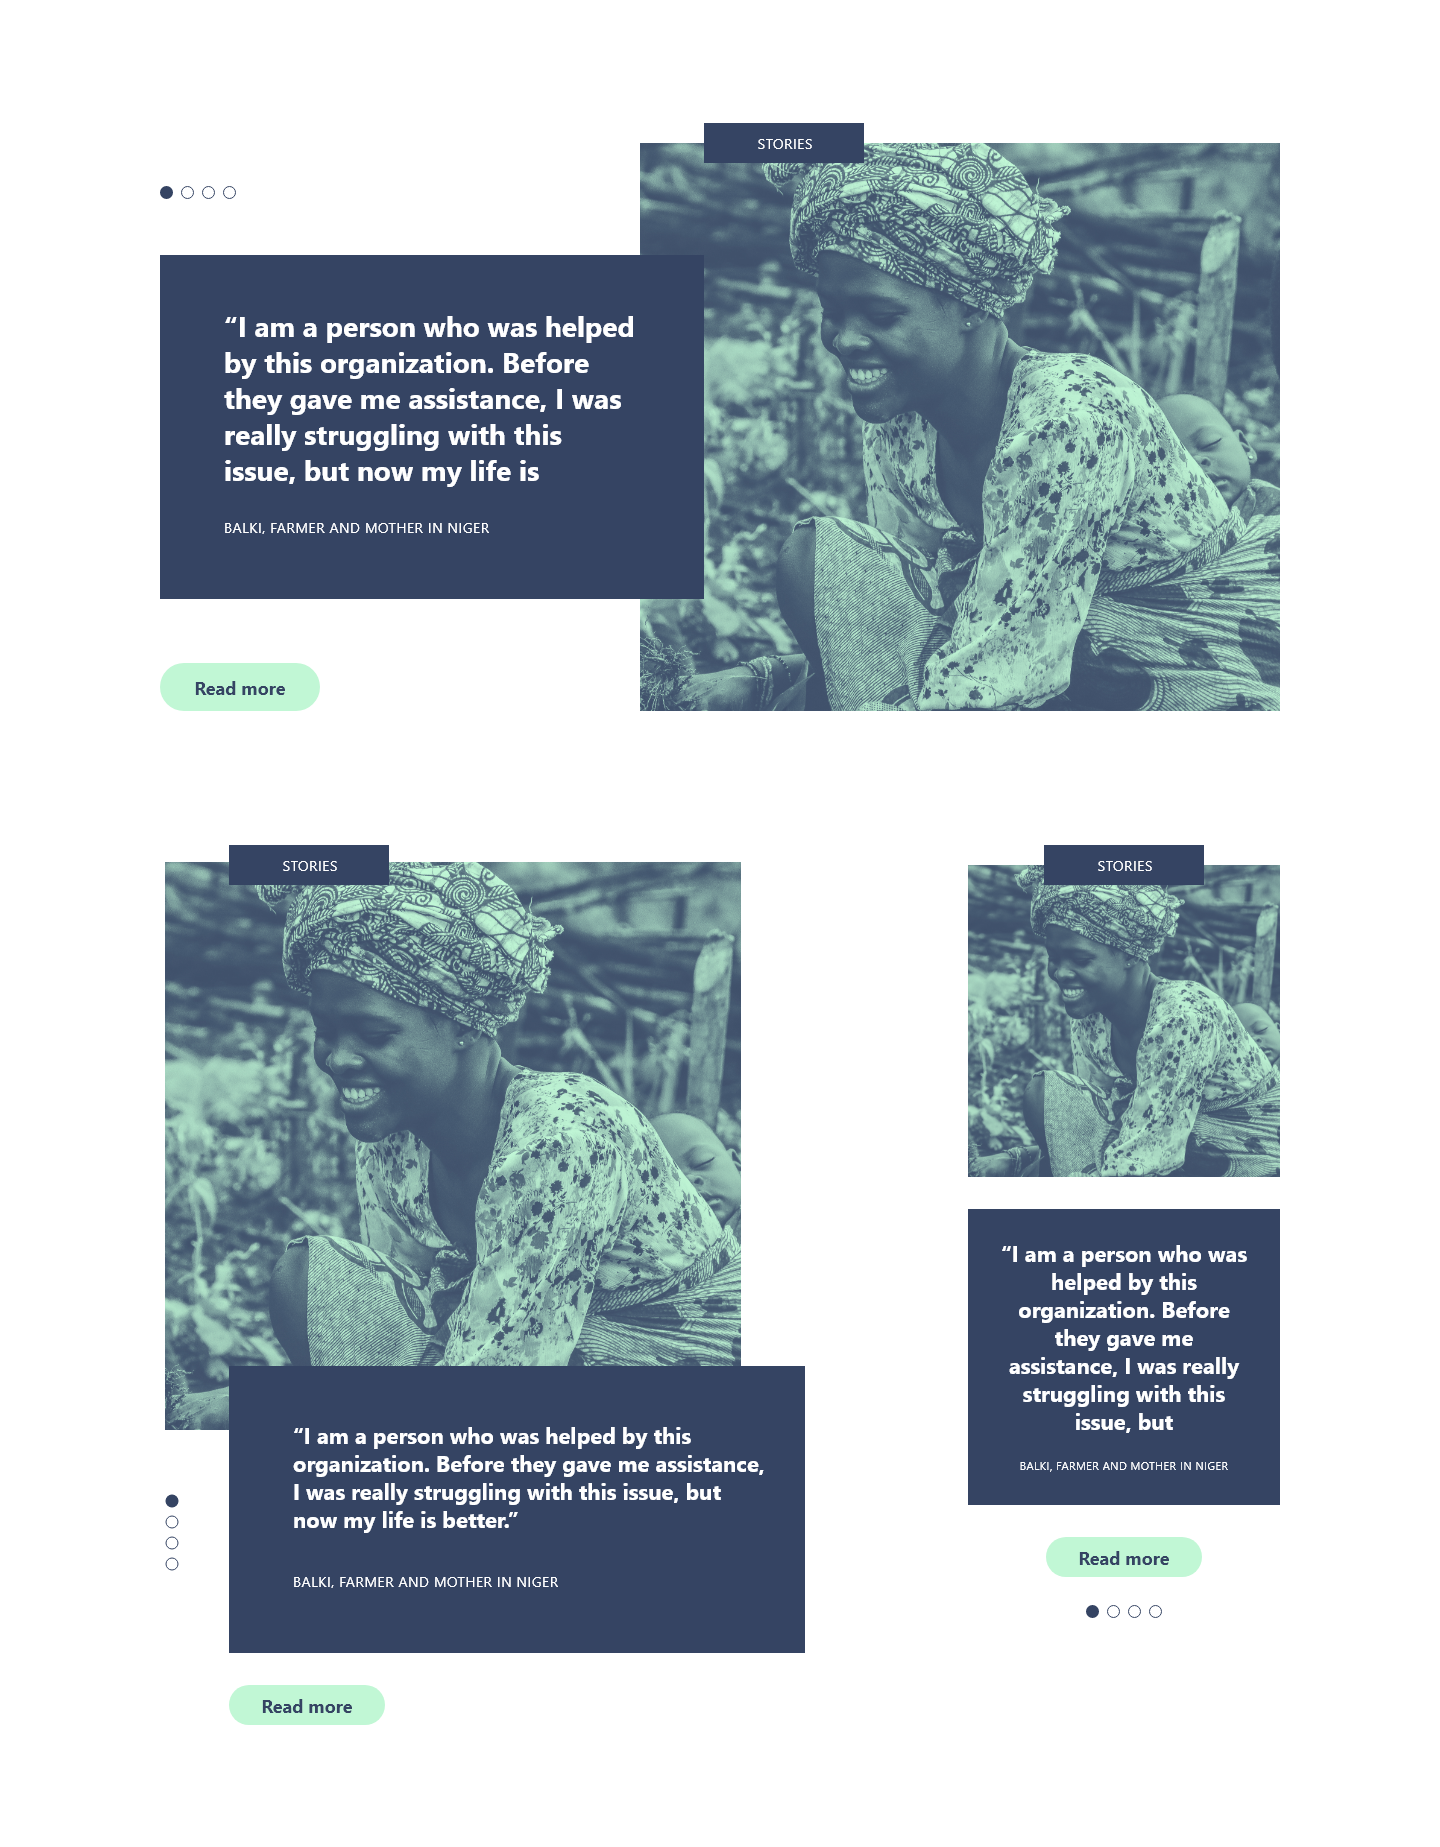 STORIES
“I am a person who was helped
by this organization. Before
they gave me assistance, I was
really struggling with this
issue, but now my life is
BALKI, FARMER AND MOTHER IN NIGER
Read more
STORIES
“I am a person who was helped by this
organization. Before they gave me assistance,
I was really struggling with this issue, but
now my life is better.”
BALKI, FARMER AND MOTHER IN NIGER
Read more
STORIES
“I am a person who was
helped by this
organization. Before
they gave me
assistance, I was really
struggling with this
issue, but
BALKI, FARMER AND MOTHER IN NIGER
Read more